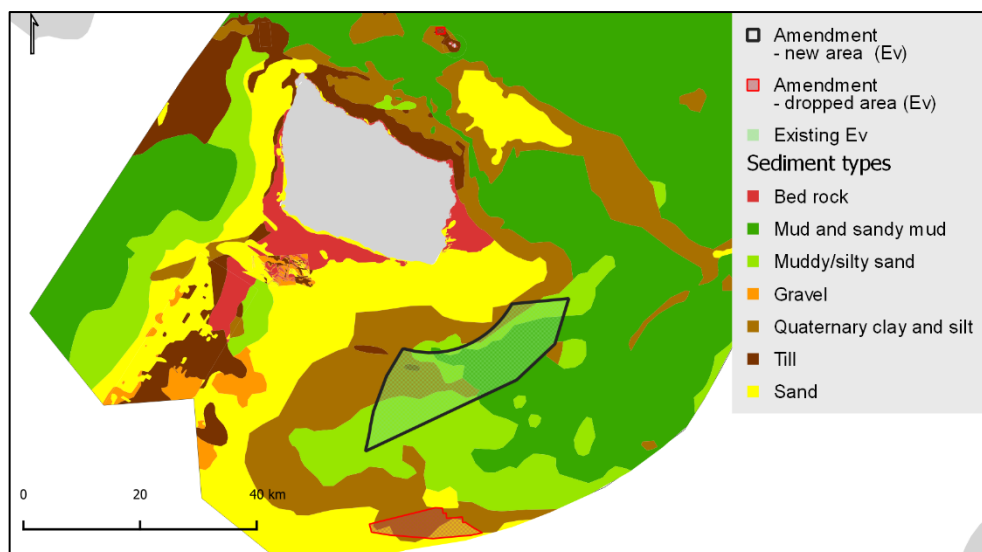 Amendment
- new area (Ev)
Amendment
- dropped area (Ev)
Existing Ev
Sediment types
Bed rock
Mud and sandy mud
Muddy/silty sand
Gravel
Quaternary clay and silt
Till
Sand
0 20 40 km